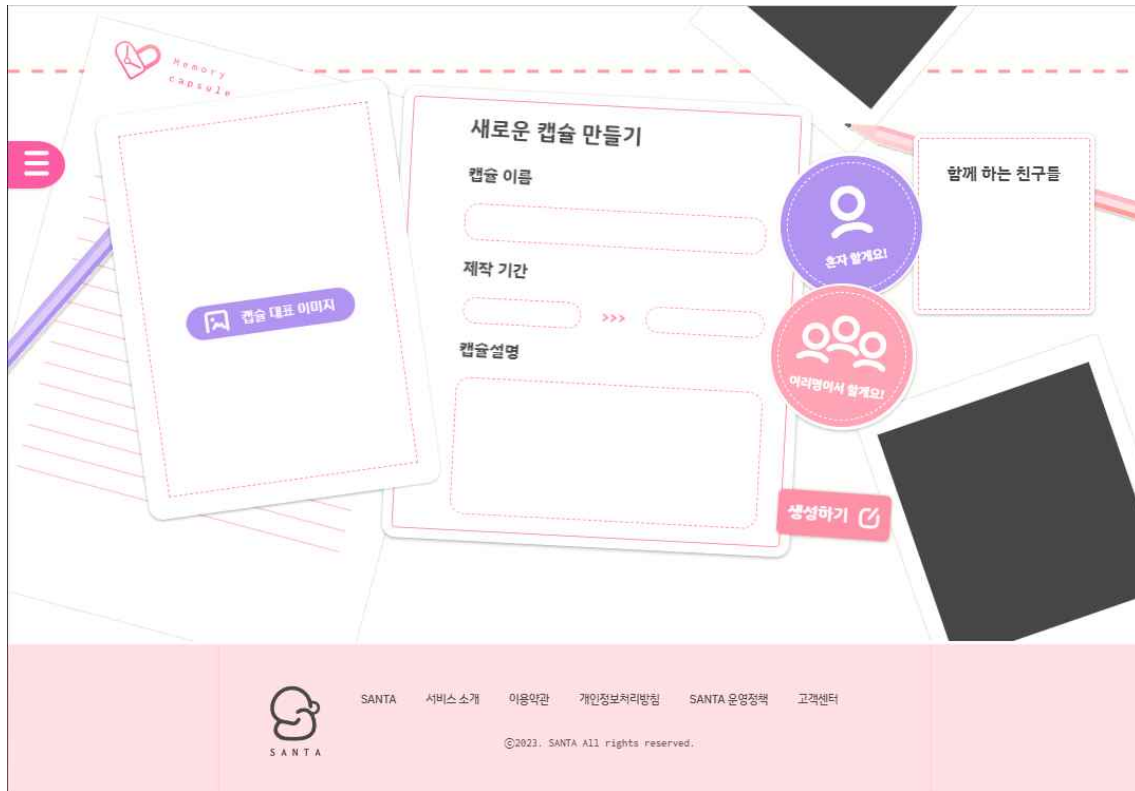 Memory
capsule
새로운 캡슐 만들기
캡슐 이름
제작 기간
>>>
캡슐설명
캡슐 대표 이미지
혼자 할게요!
여러명이서 할게요!
함께 하는 친구들
생성하기
SANTA
SANTA 서비스 소개 이용약관 개인정보처리방침 SANTA 운영정책 고객센터
ⓒ2023. SANTA All rights reserved.